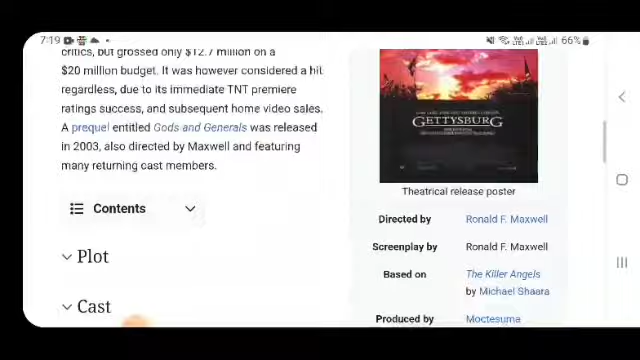 7:19
66%
critics, but grossed only $12.7 million on a
$20 million budget. It was however considered a hit
regardless, due to its immediate TNT premiere
ratings success, and subsequent home video sales.
A prequel entitled Gods and Generals was released
in 2003, also directed by Maxwell and featuring
many returning cast members.
Contents
Plot
Cast
GETTYSBURG
Theatrical release poster
Directed by Ronald F. Maxwell
Screenplay by Ronald F. Maxwell
Based on The Killer Angels
by Michael Shaara
Produced by Moctesuma